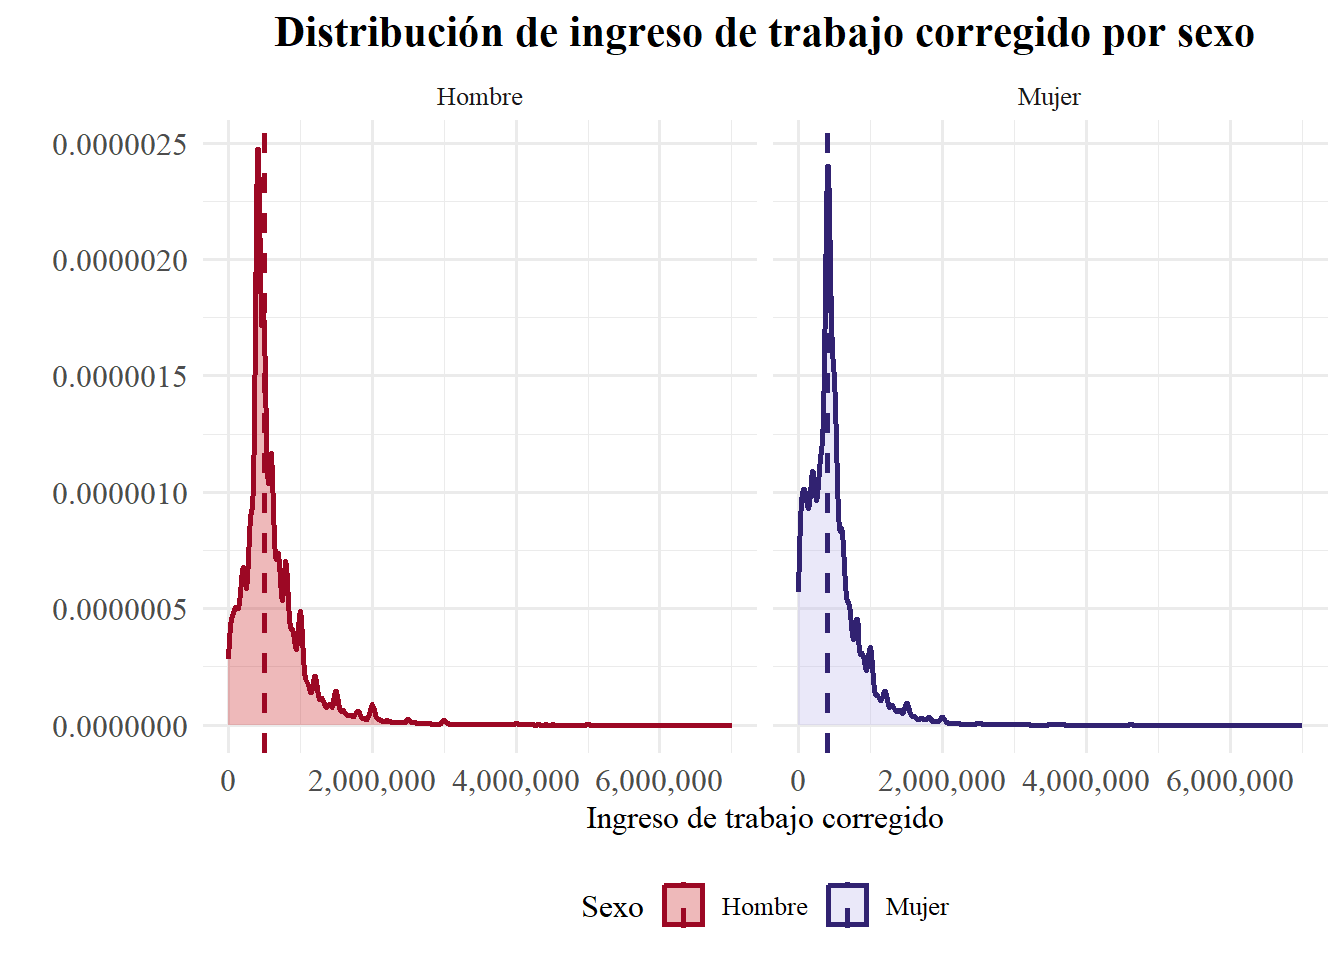 Distribución de ingreso de trabajo corregido por sexo
Hombre Mujer
0.0000025
0.0000020
0.0000015
0.0000010
0.0000005
0.0000000
0 2,000,000 4,000,000 6,000,000 0 2,000,000 4,000,000 6,000,000
Ingreso de trabajo corregido
Sexo Hombre Mujer